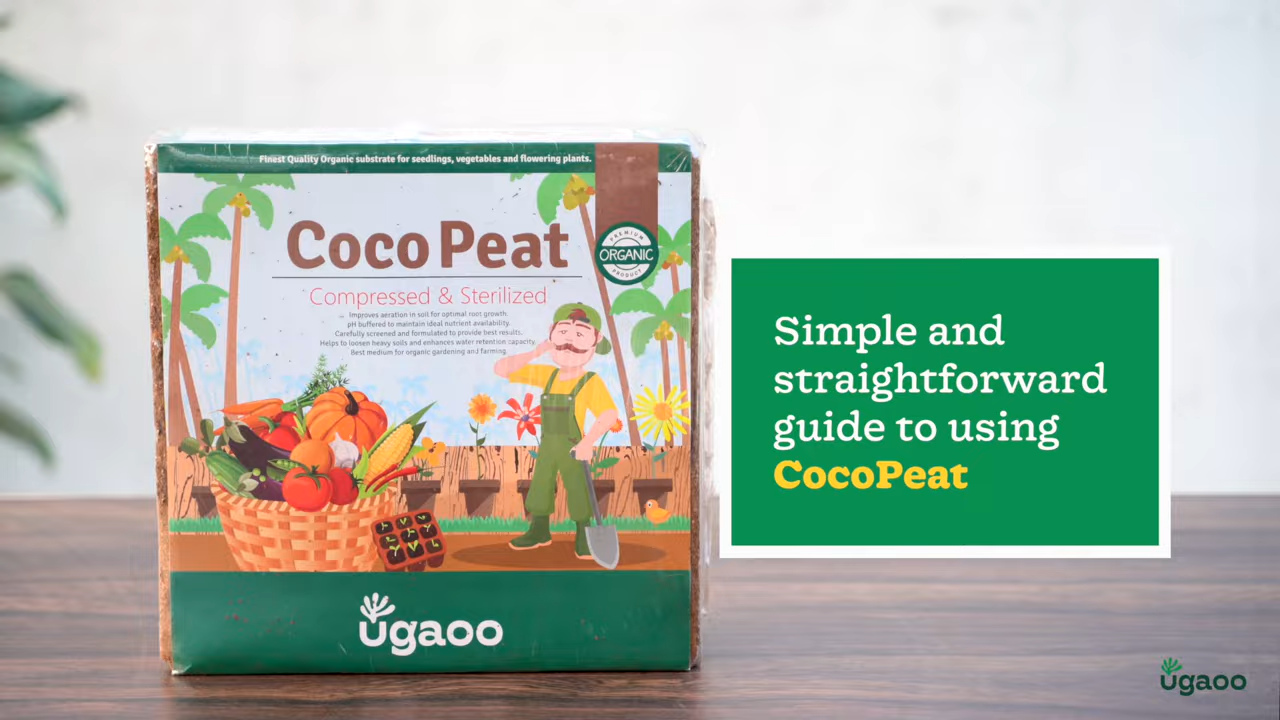 Finest Quality Organic substrate for seedlings, vegetables and flowering plants.
Coco Peat
PREMIUM
ORGANIC
PRODUCT
Compressed & Sterilized
Improves aeration in soil for optimal root growth.
pH buffered to maintain ideal nutrient availability.
Carefully screened and formulated to provide best results.
Helps to loosen heavy soils and enhances water retention capacity.
Best medium for organic gardening and farming.
ugaoo
Simple and
straightforward
guide to using
CocoPeat
ugaoo